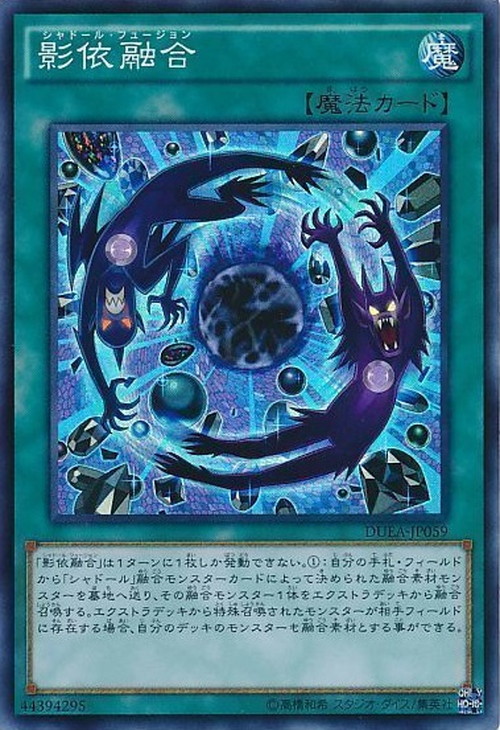 シャドール・フュージョン
影依融合
魔
【魔法カード】
DUEA-JP059
「影依融合」は1ターンに1枚しか発動できない。①:自分の手札・フィールド
から「シャドール」融合モンスターカードによって決められた融合素材モン
スターを墓地へ送り、その融合モンスター1体をエクストラデッキから融合
召喚する。エクストラデッキから特殊召喚されたモンスターが相手フィールド
に存在する場合、自分のデッキのモンスターも融合素材とする事ができる。
44394295
©高橋和希 スタジオ・ダイス/集英社